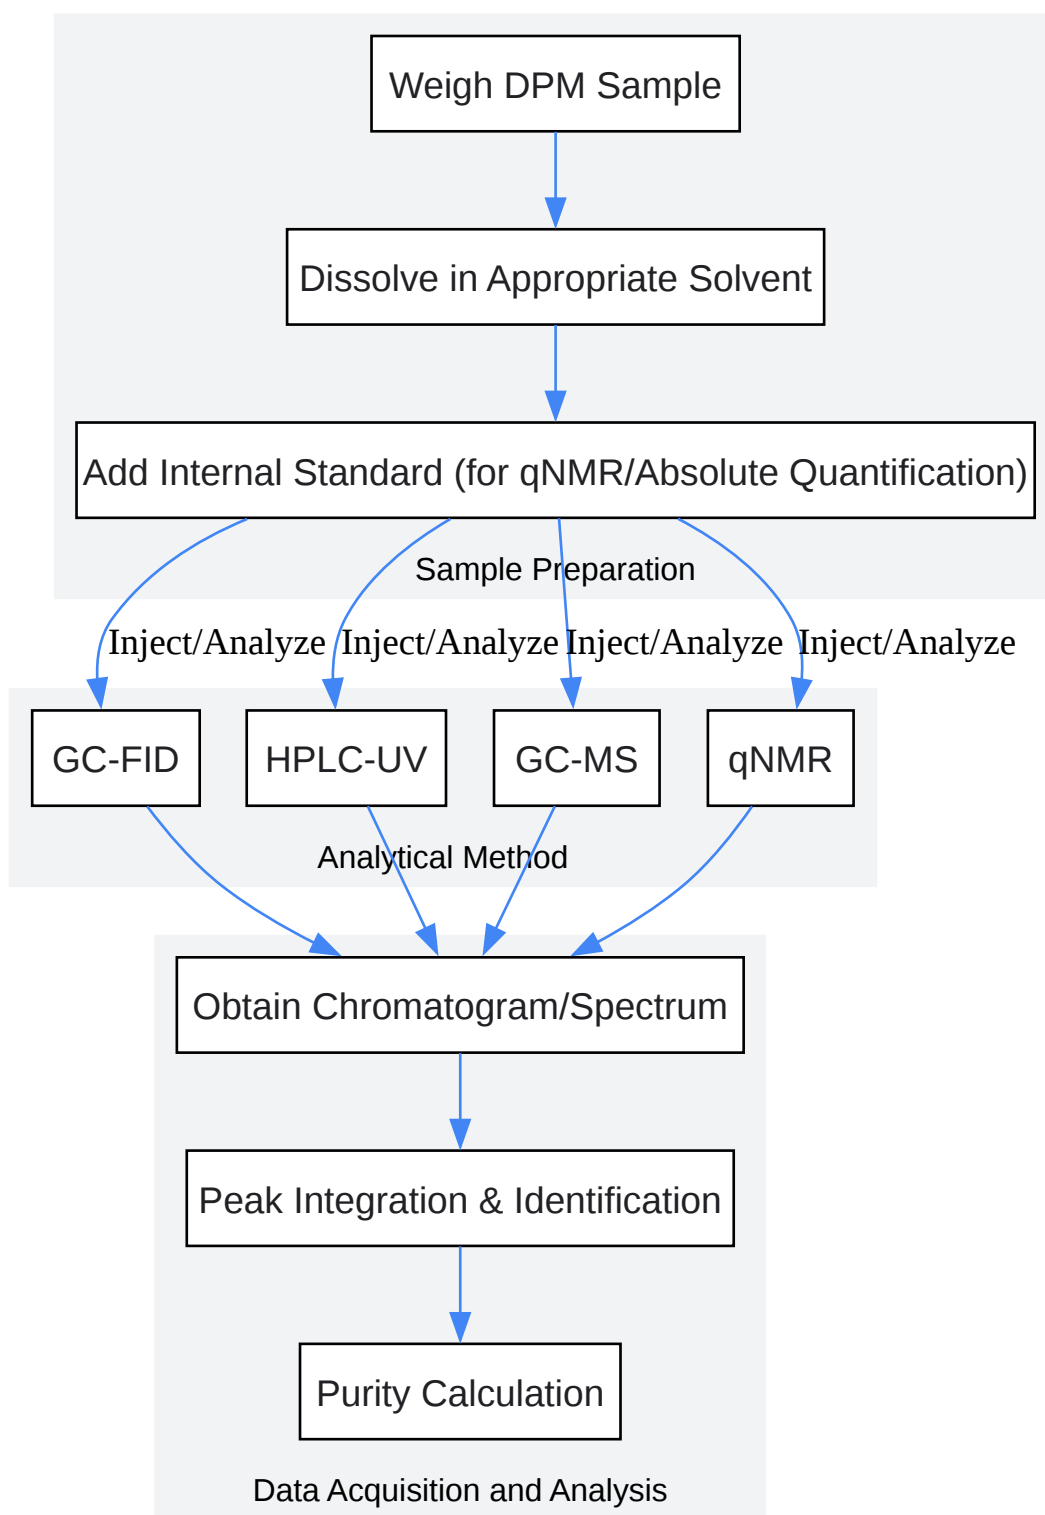 Weigh DPM Sample
Dissolve in Appropriate Solvent
Add Internal Standard (for qNMR/Absolute Quantification)
Sample Preparation
Inject/Analyze
Inject/Analyze
Inject/Analyze
Inject/Analyze
GC-FID
HPLC-UV
GC-MS
qNMR
Analytical Method
Obtain Chromatogram/Spectrum
Peak Integration & Identification
Purity Calculation
Data Acquisition and Analysis